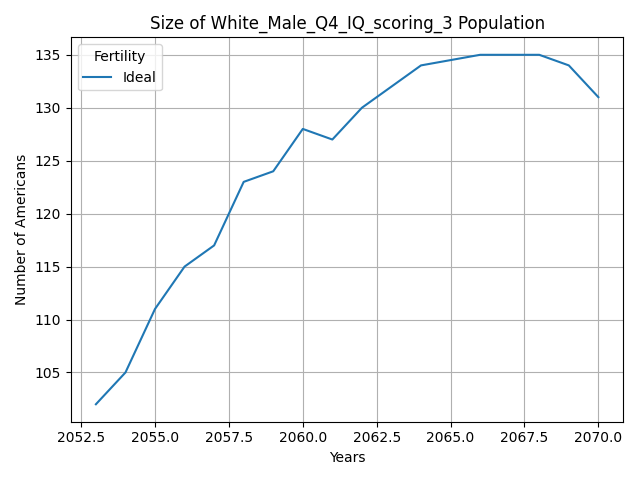 Size of White_Male_Q4_IQ_scoring_3 Population
Fertility
Ideal
Number of Americans
135
130
125
120
115
110
105
2052.5 2055.0 2057.5 2060.0 2062.5 2065.0 2067.5 2070.0
Years